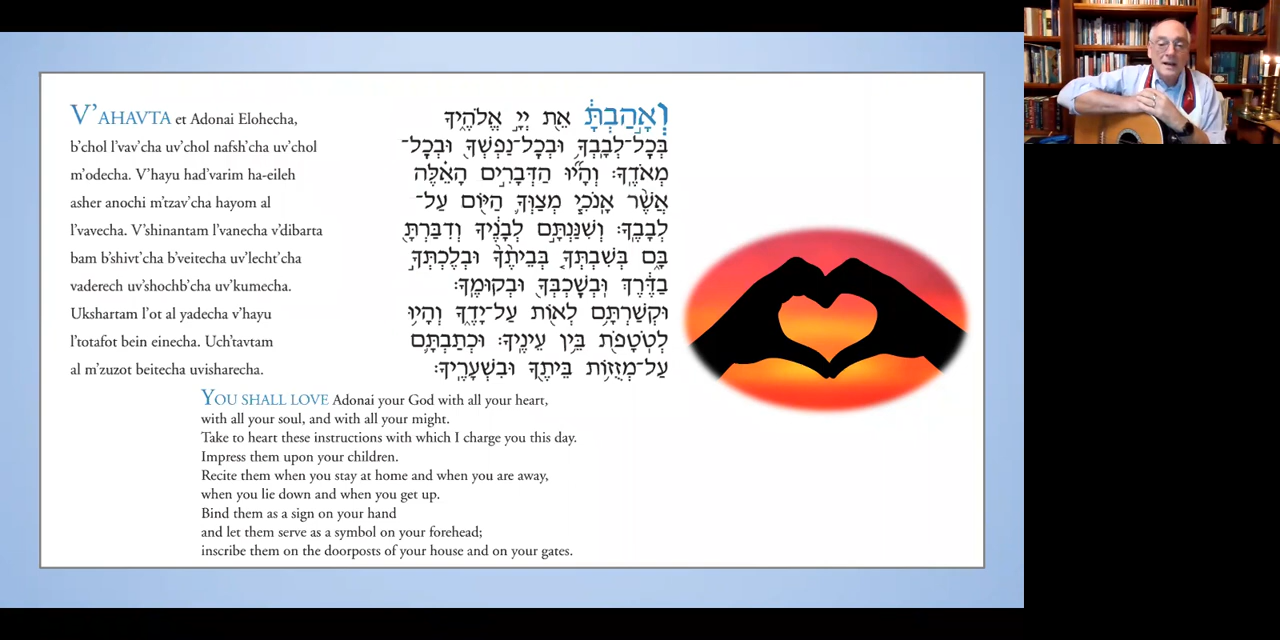 V’AHAVTA et Adonai Elohecha,
b’chol l’vav’cha uv’chol nafsh’cha uv’chol
m’odecha. V’hayu had’varim ha-eileh
asher anochi m’tzav’cha hayom al
l’vavecha. V’shinantam l’vanecha v’dibarta
bam b’shivt’cha b’veitecha uv’lecht’cha
vaderech uv’shochb’cha uv’kumecha.
Ukshartam l’ot al yadecha v’hayu
l’totafot bein einecha. Uch’tavtam
al m’zuzot beitecha uvisharecha.
וְאָ֣הַבְתָּ֔ אֵ֖ת יְיָ֣ אֱלֹהֶ֑יךָ
בְּכׇל־לְבָבְךָ֥ וּבְכׇל־נַפְשְׁךָ֖ וּבְכׇל־
מְאֹדֶֽךָ׃ וְהָי֞וּ הַדְּבָרִ֣ים הָאֵ֗לֶּה
אֲשֶׁ֨ר אָֽנֹכִ֧י מְצַוְּךָ֛ הַיּ֖וֹם עַל־
לְבָבֶֽךָ׃ וְשִׁנַּנְתָּ֣ם לְבָנֶ֔יךָ וְדִבַּרְתָּ֖
בָּ֑ם בְּשִׁבְתְּךָ֤ בְּבֵיתֶ֙ךָ֙ וּבְלֶכְתְּךָ֣
בַדֶּ֔רֶךְ וּֽבְשׇׁכְבְּךָ֖ וּבְקוּמֶֽךָ׃
וּקְשַׁרְתָּ֥ם לְא֖וֹת עַל־יָדֶ֑ךָ וְהָי֥וּ
לְטֹטָפֹ֖ת בֵּ֥ין עֵינֶֽיךָ׃ וּכְתַבְתָּ֛ם
עַל־מְזֻז֥וֹת בֵּיתֶ֖ךָ וּבִשְׁעָרֶֽיךָ׃
YOU SHALL LOVE Adonai your God with all your heart,
with all your soul, and with all your might.
Take to heart these instructions with which I charge you this day.
Impress them upon your children.
Recite them when you stay at home and when you are away,
when you lie down and when you get up.
Bind them as a sign on your hand
and let them serve as a symbol on your forehead;
inscribe them on the doorposts of your house and on your gates.